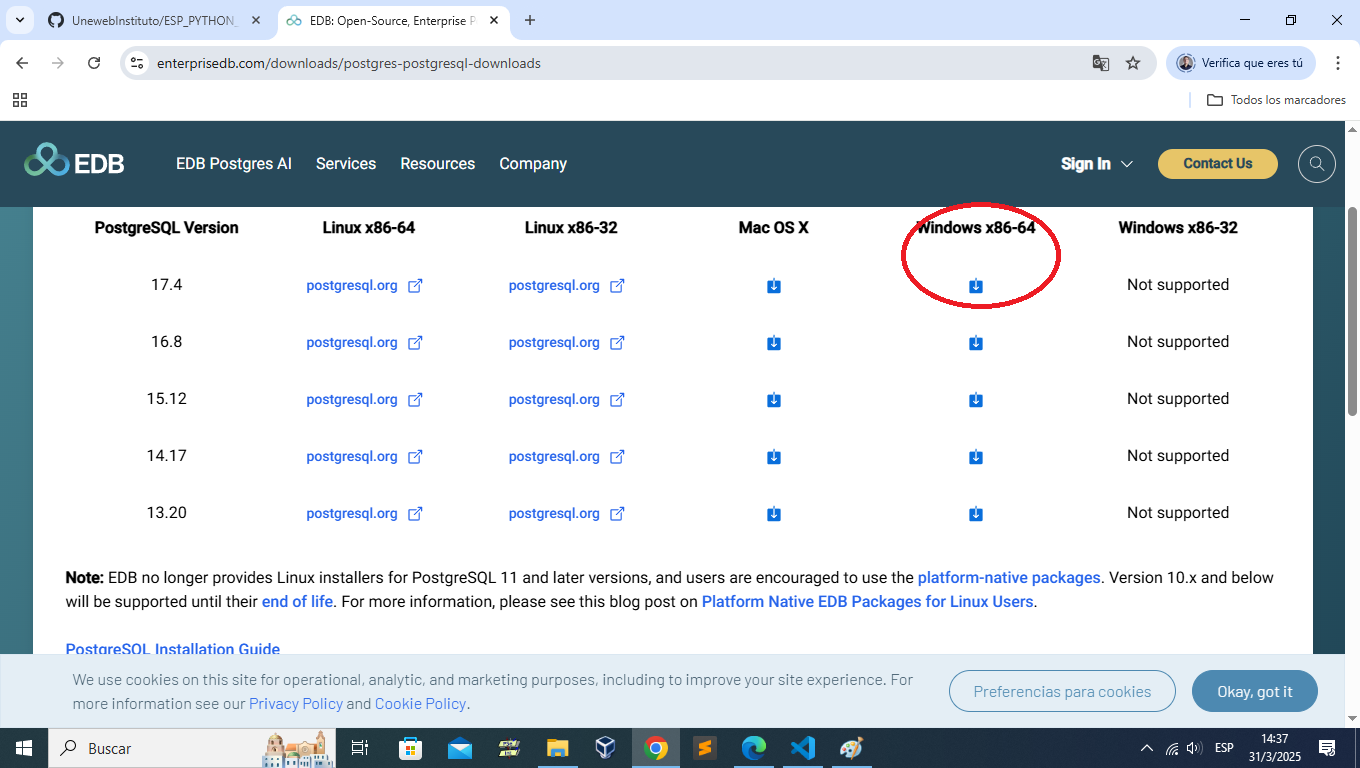 UnewebInstituto/ESP_PYTHON_
EDB: Open-Source, Enterprise P
enterprisedb.com/downloads/postgres-postgresql-downloads
Verifica que eres tú
Todos los marcadores
EDB
EDB Postgres AI Services Resources Company
Sign In
Contact Us
PostgreSQL Version Linux x86-64 Linux x86-32 Mac OS X Windows x86-64 Windows x86-32
17.4 postgresql.org postgresql.org Not supported
16.8 postgresql.org postgresql.org Not supported
15.12 postgresql.org postgresql.org Not supported
14.17 postgresql.org postgresql.org Not supported
13.20 postgresql.org postgresql.org Not supported
Note: EDB no longer provides Linux installers for PostgreSQL 11 and later versions, and users are encouraged to use the platform-native packages. Version 10.x and below
will be supported until their end of life. For more information, please see this blog post on Platform Native EDB Packages for Linux Users.
PostgreSQL Installation Guide
We use cookies on this site for operational, analytic, and marketing purposes, including to improve your site experience. For
more information see our Privacy Policy and Cookie Policy.
Preferencias para cookies
Okay, got it
Buscar
ESP
14:37
31/3/2025